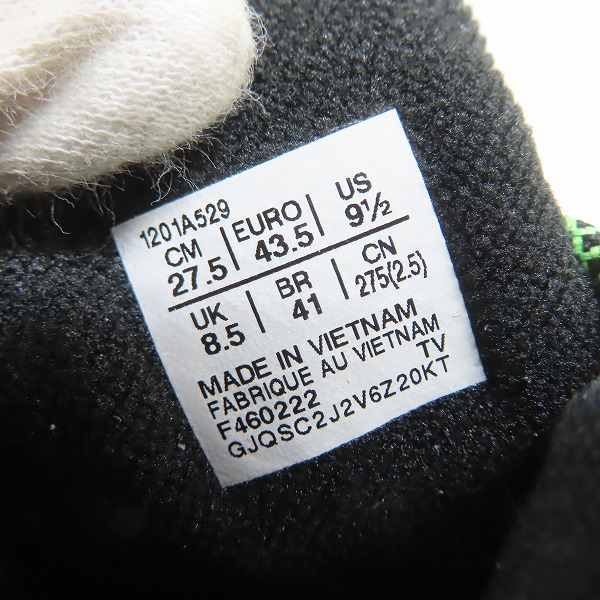 1201A529
CM EURO US
27.5 43.5 9½
UK BR CN
8.5 41 275(2.5)
MADE IN VIETNAM
FABRIQUE AU VIETNAM
F460222 TV
GJQSC2J2V6Z20KT